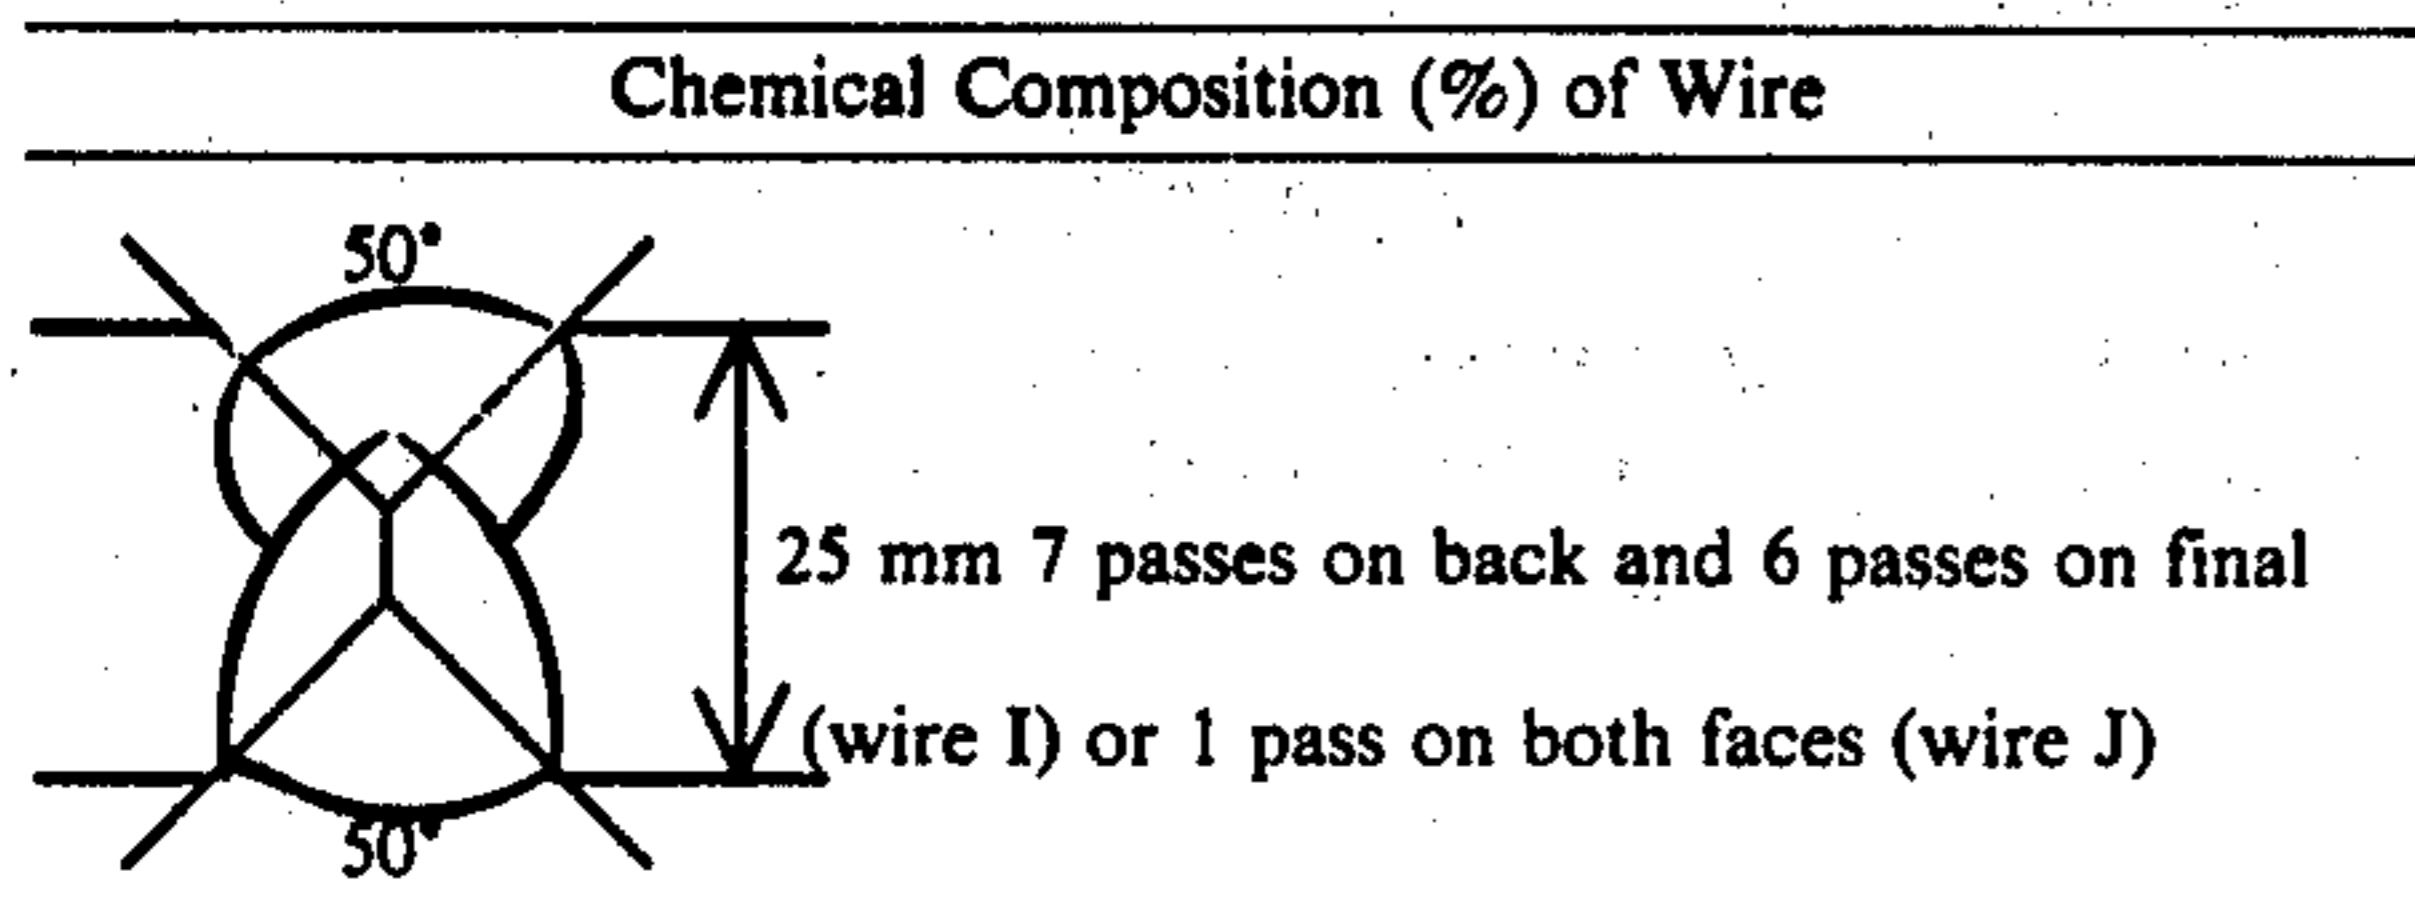 Chemical Composition (%) of Wire
50°
25 mm 7 passes on back and 6 passes on final
(wire I) or 1 pass on both faces (wire J)
50°